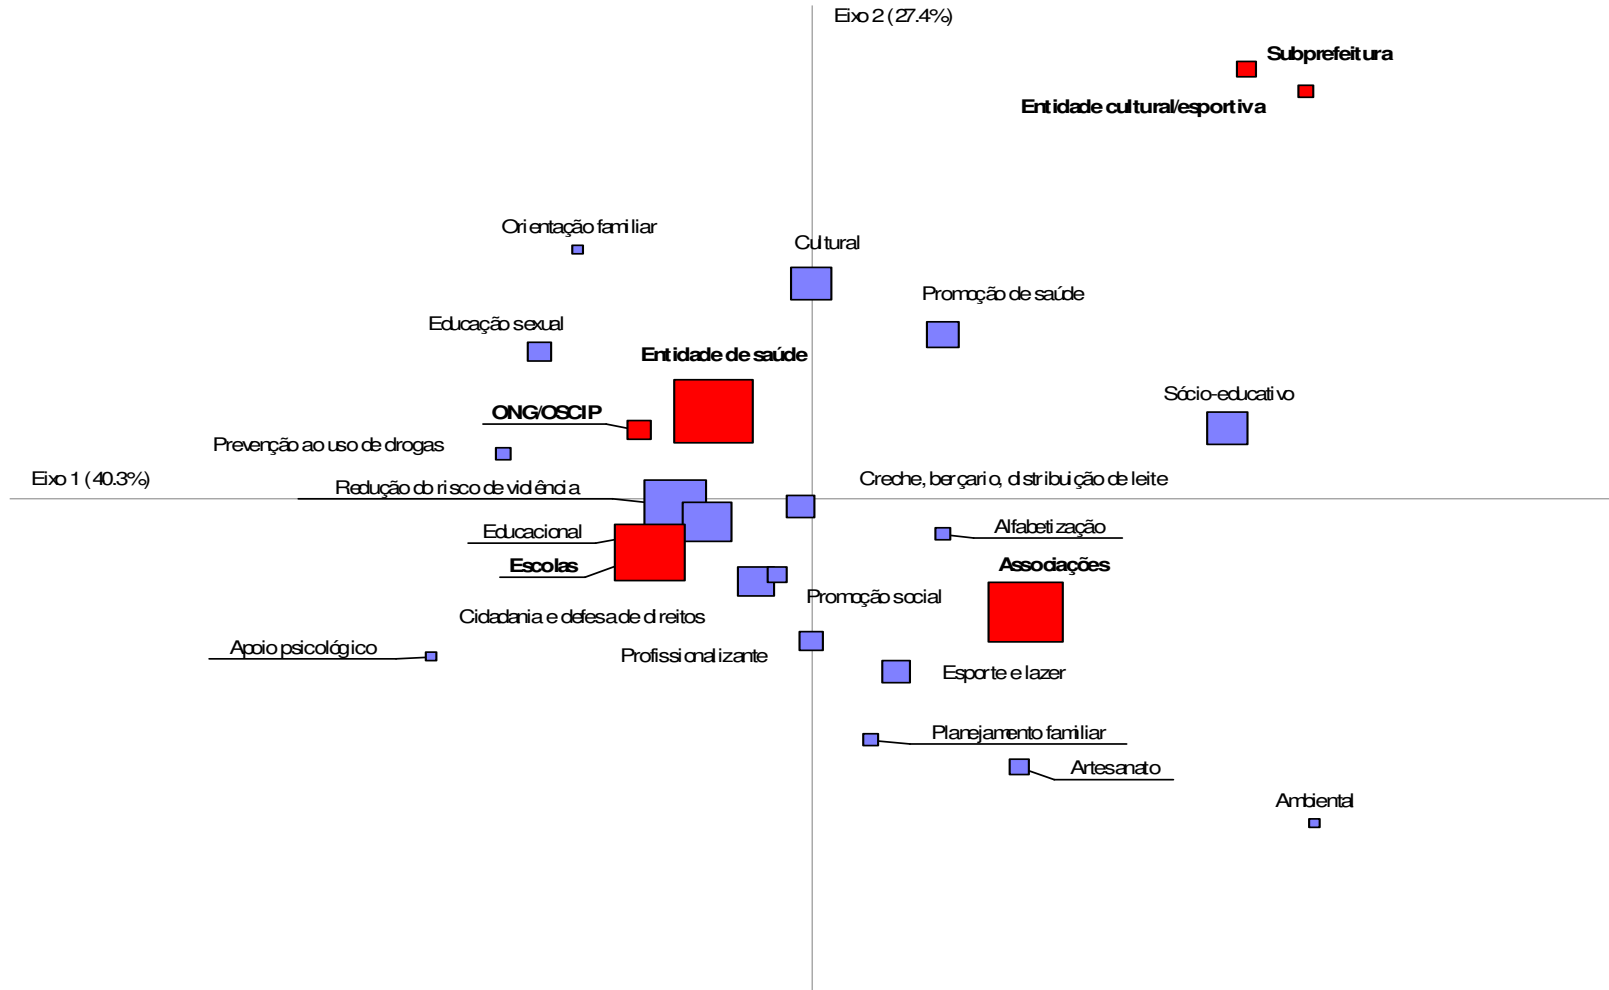 Eixo 2 (27.4%)
Subprefeitura
Entidade cultural/esportiva
Orientação familiar
Cultural
Promoção de saúde
Educação sexual
Entidade de saúde
Sócio-educativo
ONG/OSCIP
Prevenção ao uso de drogas
Eixo 1 (40.3%)
Creche, berçario, distribuição de leite
Redução do risco de violência
Alfabetização
Educacional
Escolas
Associações
Promoção social
Cidadania e defesa de direitos
Apoio psicológico
Profissionalizante
Esporte e lazer
Planejamento familiar
Artesanato
Ambiental